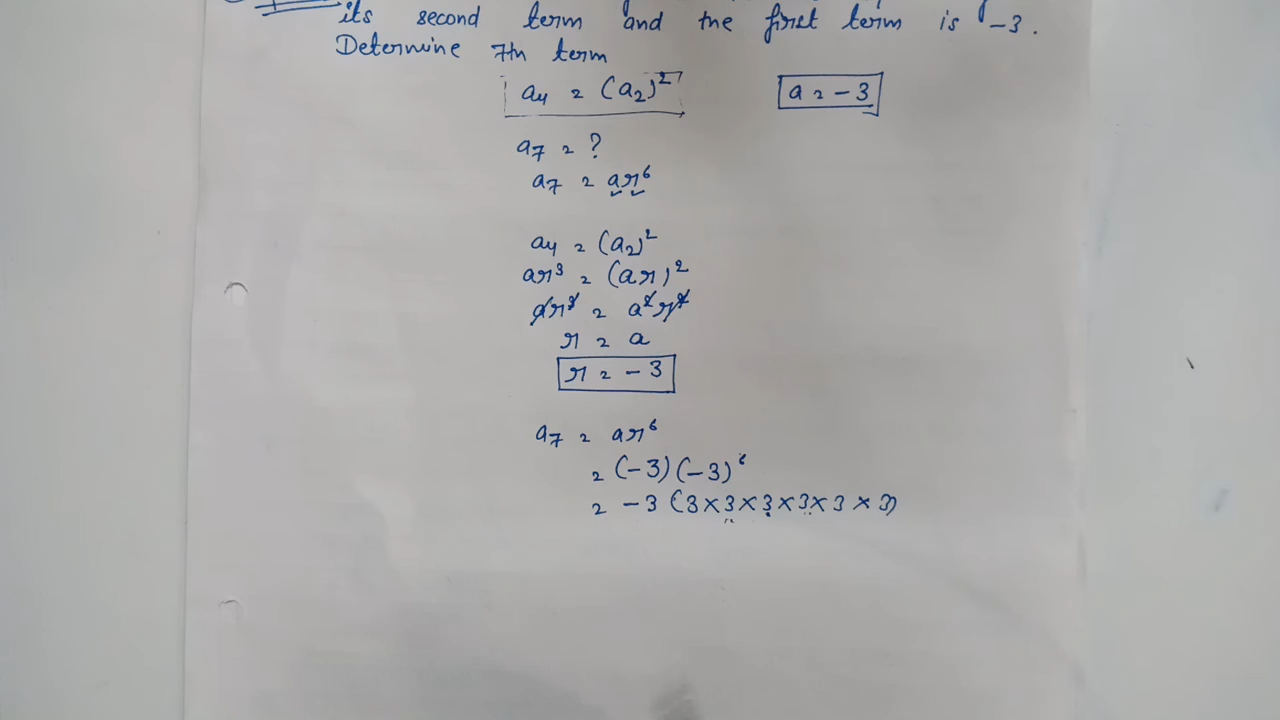 its second term and the first term is -3.
Determine 7th term
a₄ = (a₂)² a = -3
a₇ = ?
a₇ = ar⁶
a₄ = (a₂)²
ar³ = (ar)²
ar³ = a²r²
r = a
r = -3
a₇ = ar⁶
= (-3)(-3)⁶
= -3 (3×3×3×3×3×3)